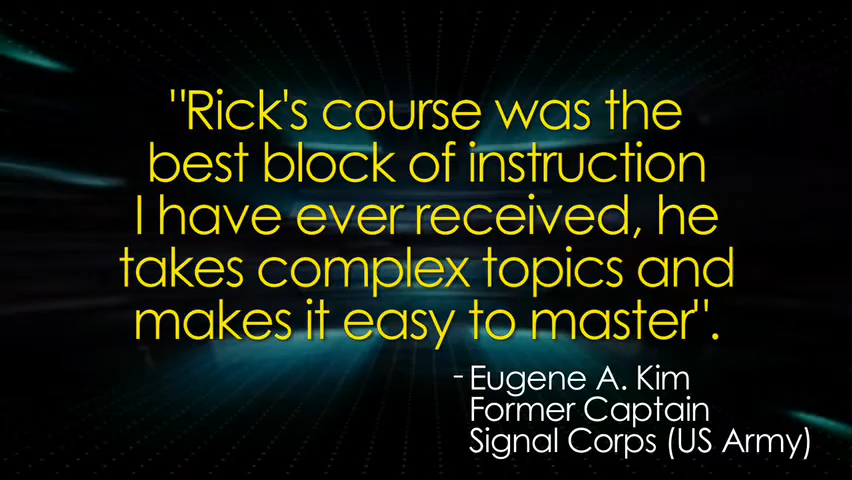 "Rick's course was the
best block of instruction
I have ever received, he
takes complex topics and
makes it easy to master".
- Eugene A. Kim
Former Captain
Signal Corps (US Army)